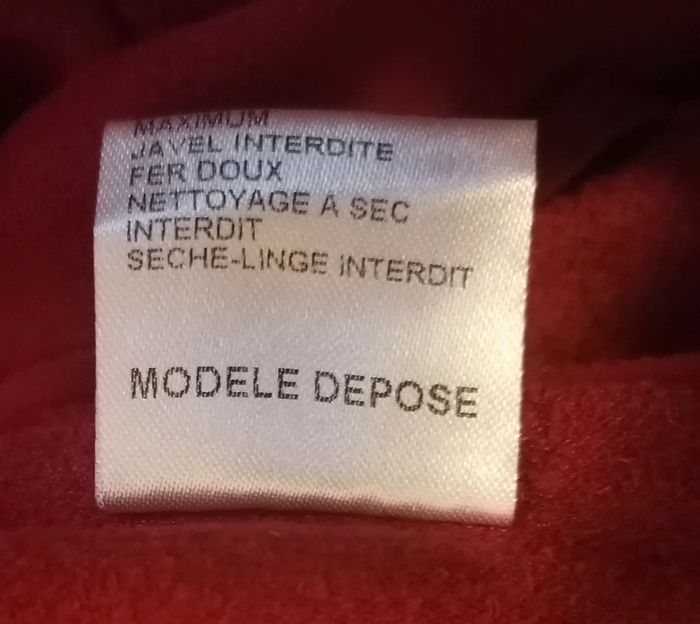 MAXIMUM
JAVEL INTERDITE
FER DOUX
NETTOYAGE A SEC
INTERDIT
SECHE-LINGE INTERDIT
MODELE DEPOSE